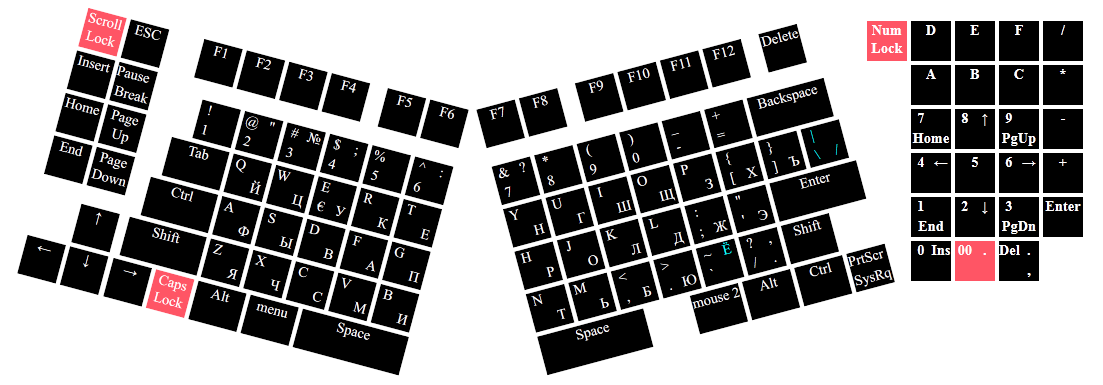 Scroll
Lock
ESC
Insert
Pause
Break
Home
Page
Up
End
Page
Down
↑
← ↓ →
F1 F2 F3 F4 F5 F6
! 1
@ " 2
# № 3
$ ; 4
% 5
^ : 6
Tab
Q Й
W Ц
E € У
R К
T Е
Ctrl
A Ф
S Ы
D В
F А
G П
Shift
Z Я
X Ч
C С
V М
B И
Caps
Lock
Alt
menu
Space
F7 F8 F9 F10 F11 F12
Delete
& ? 7
* 8
( 9
) 0
_ -
+ =
Backspace
Y Н
U Г
I Ш
O Щ
P З
{ [ Х
} ] Ъ
| \ /
H Р
J О
K Л
L Д
: ; Ж
" ' Э
Enter
N Т
M Ь
< , Б
> . Ю
~ ` Ё
? , / .
Shift
Space
mouse 2
Alt
Ctrl
PrtScr
SysRq
Num
Lock
D E F /
A B C *
7
Home
8 ↑
9
PgUp
-
4 ← 5 6 → +
1
End
2 ↓
3
PgDn
Enter
0 Ins 00 . Del .
,